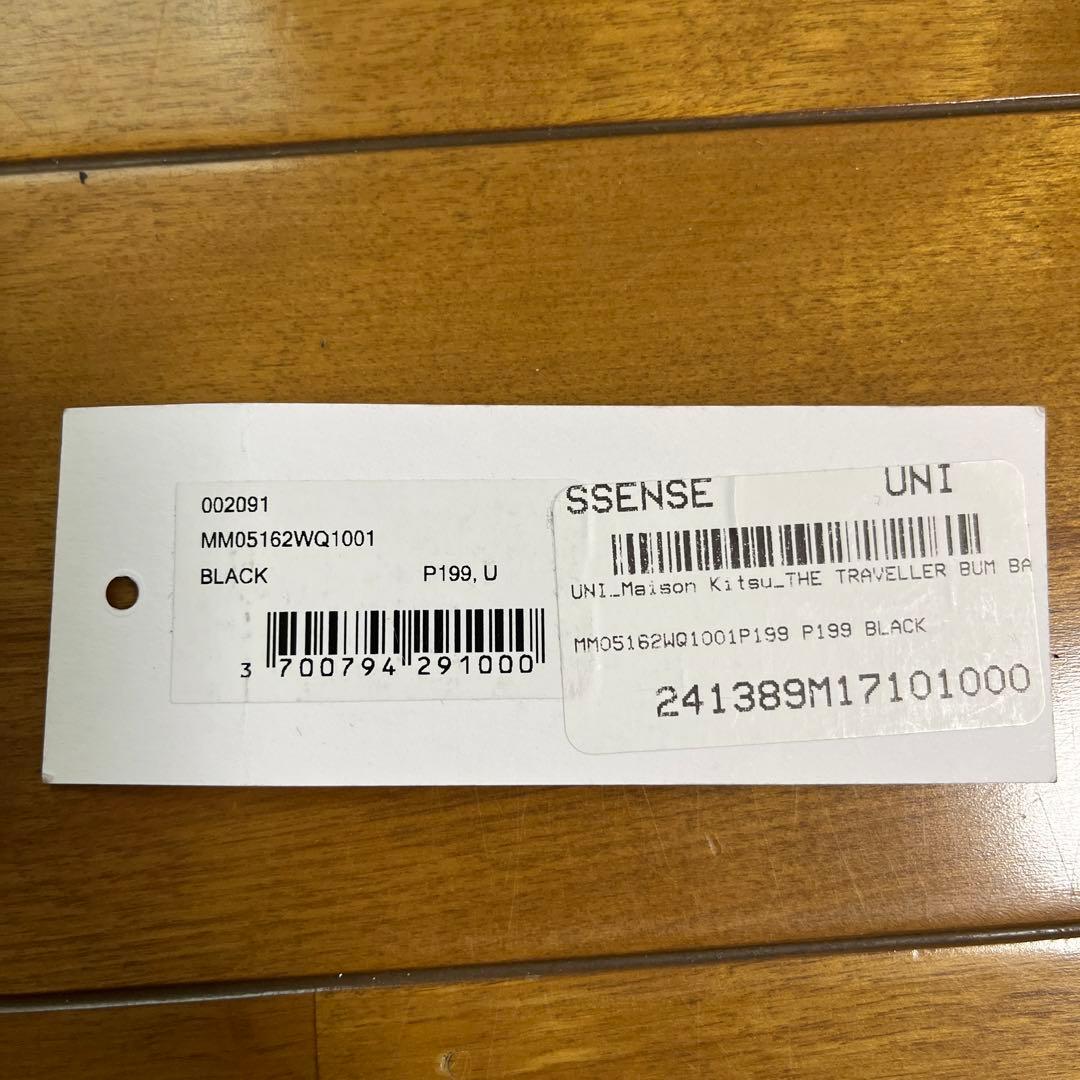 002091
MM05162WQ1001
BLACK P199, U
3 700794 291000
SSENSE UNI
UNI_Maison Kitsu_THE TRAVELLER BUM BA
MM05162WQ1001P199 P199 BLACK
241389M17101000